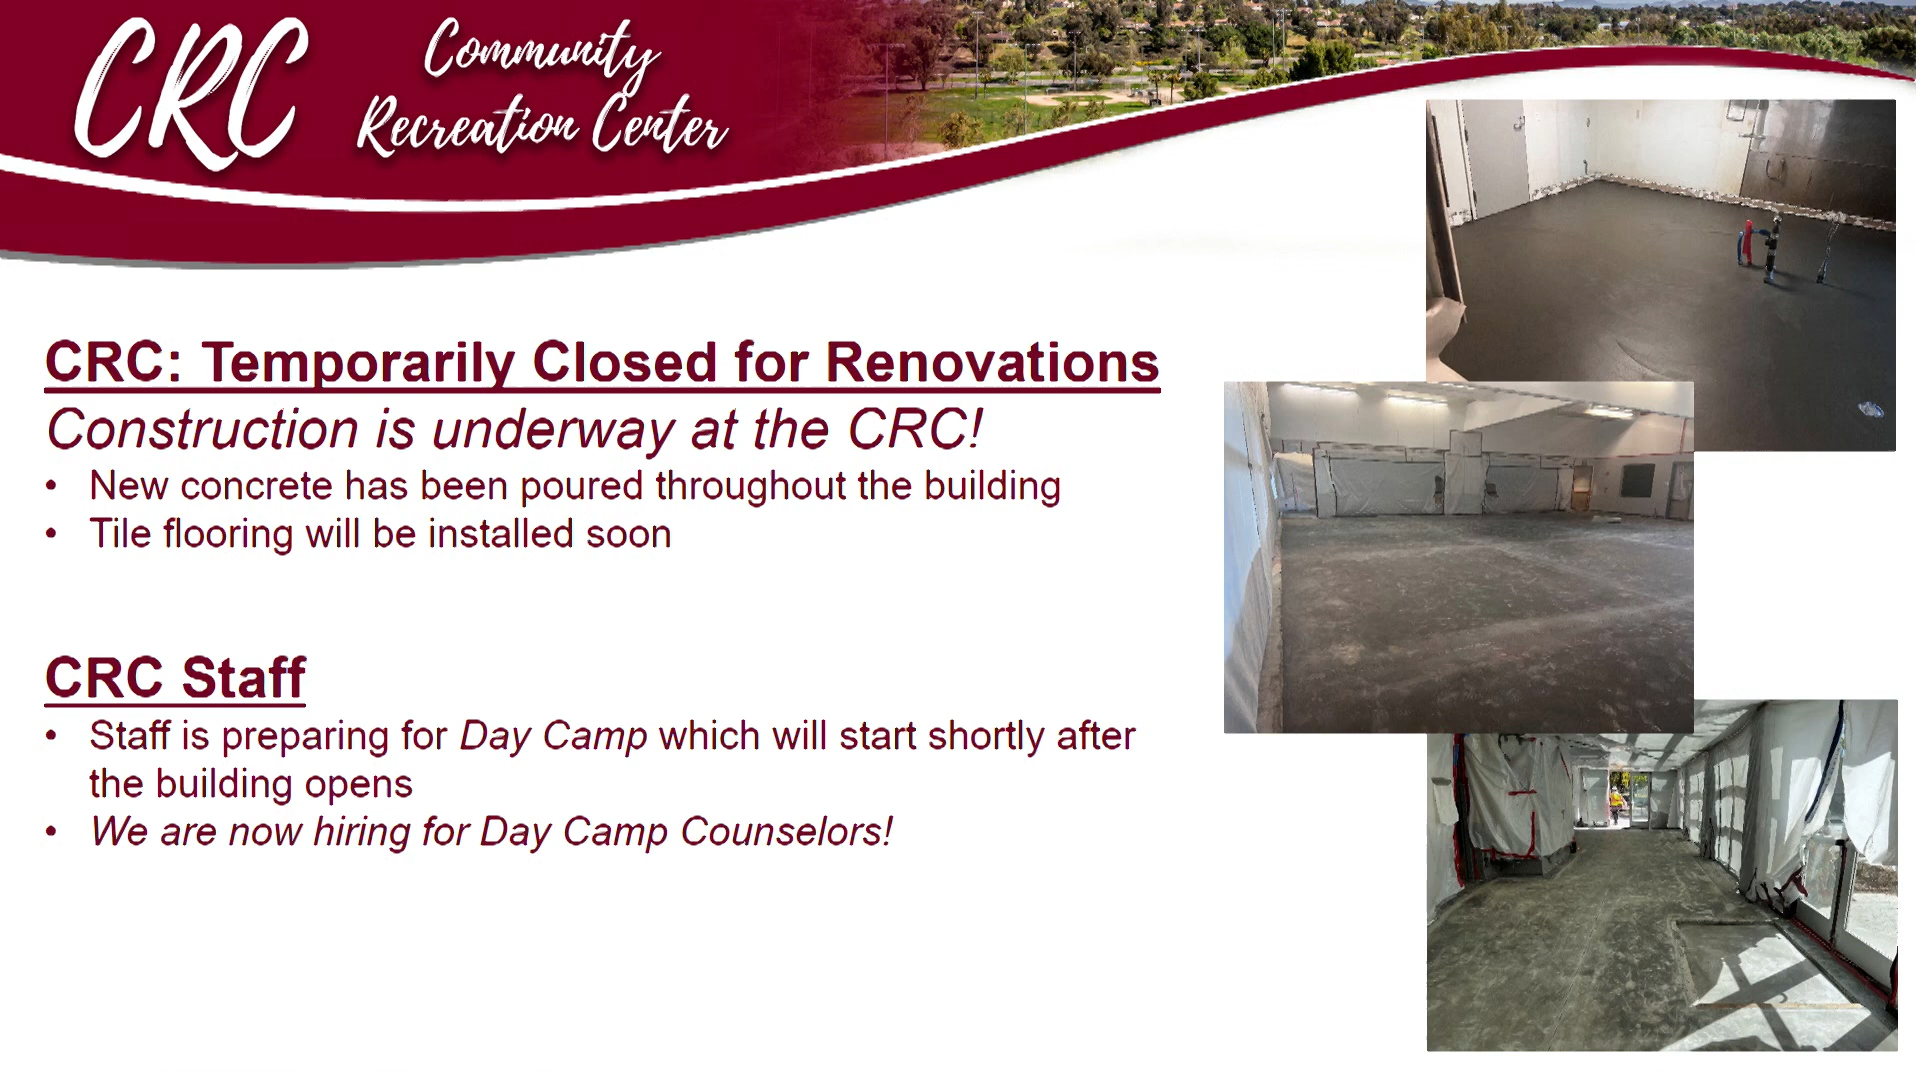 CRC
Community
Recreation Center
CRC: Temporarily Closed for Renovations
Construction is underway at the CRC!
• New concrete has been poured throughout the building
• Tile flooring will be installed soon
CRC Staff
• Staff is preparing for Day Camp which will start shortly after
the building opens
• We are now hiring for Day Camp Counselors!